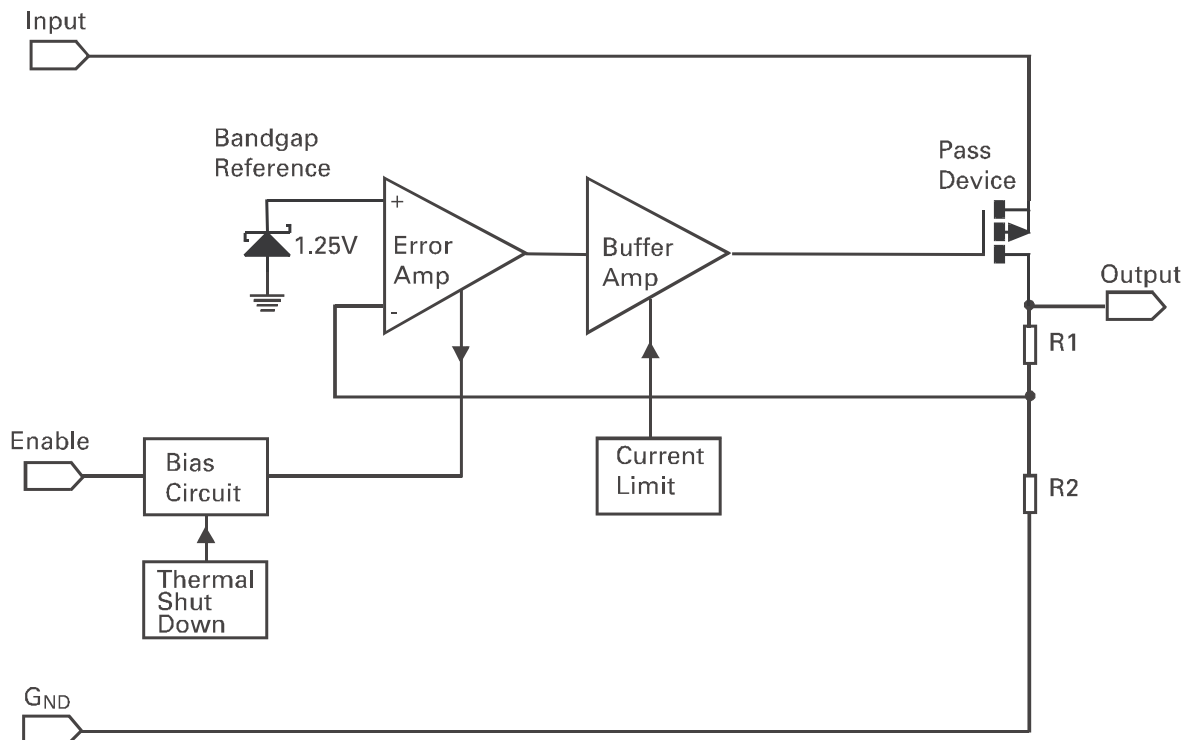 Input
Bandgap
Reference
Pass
Device
+
1.25V
Error
Amp
Buffer
Amp
-
Output
R1
Enable
Bias
Circuit
Current
Limit
R2
Thermal
Shut
Down
GND